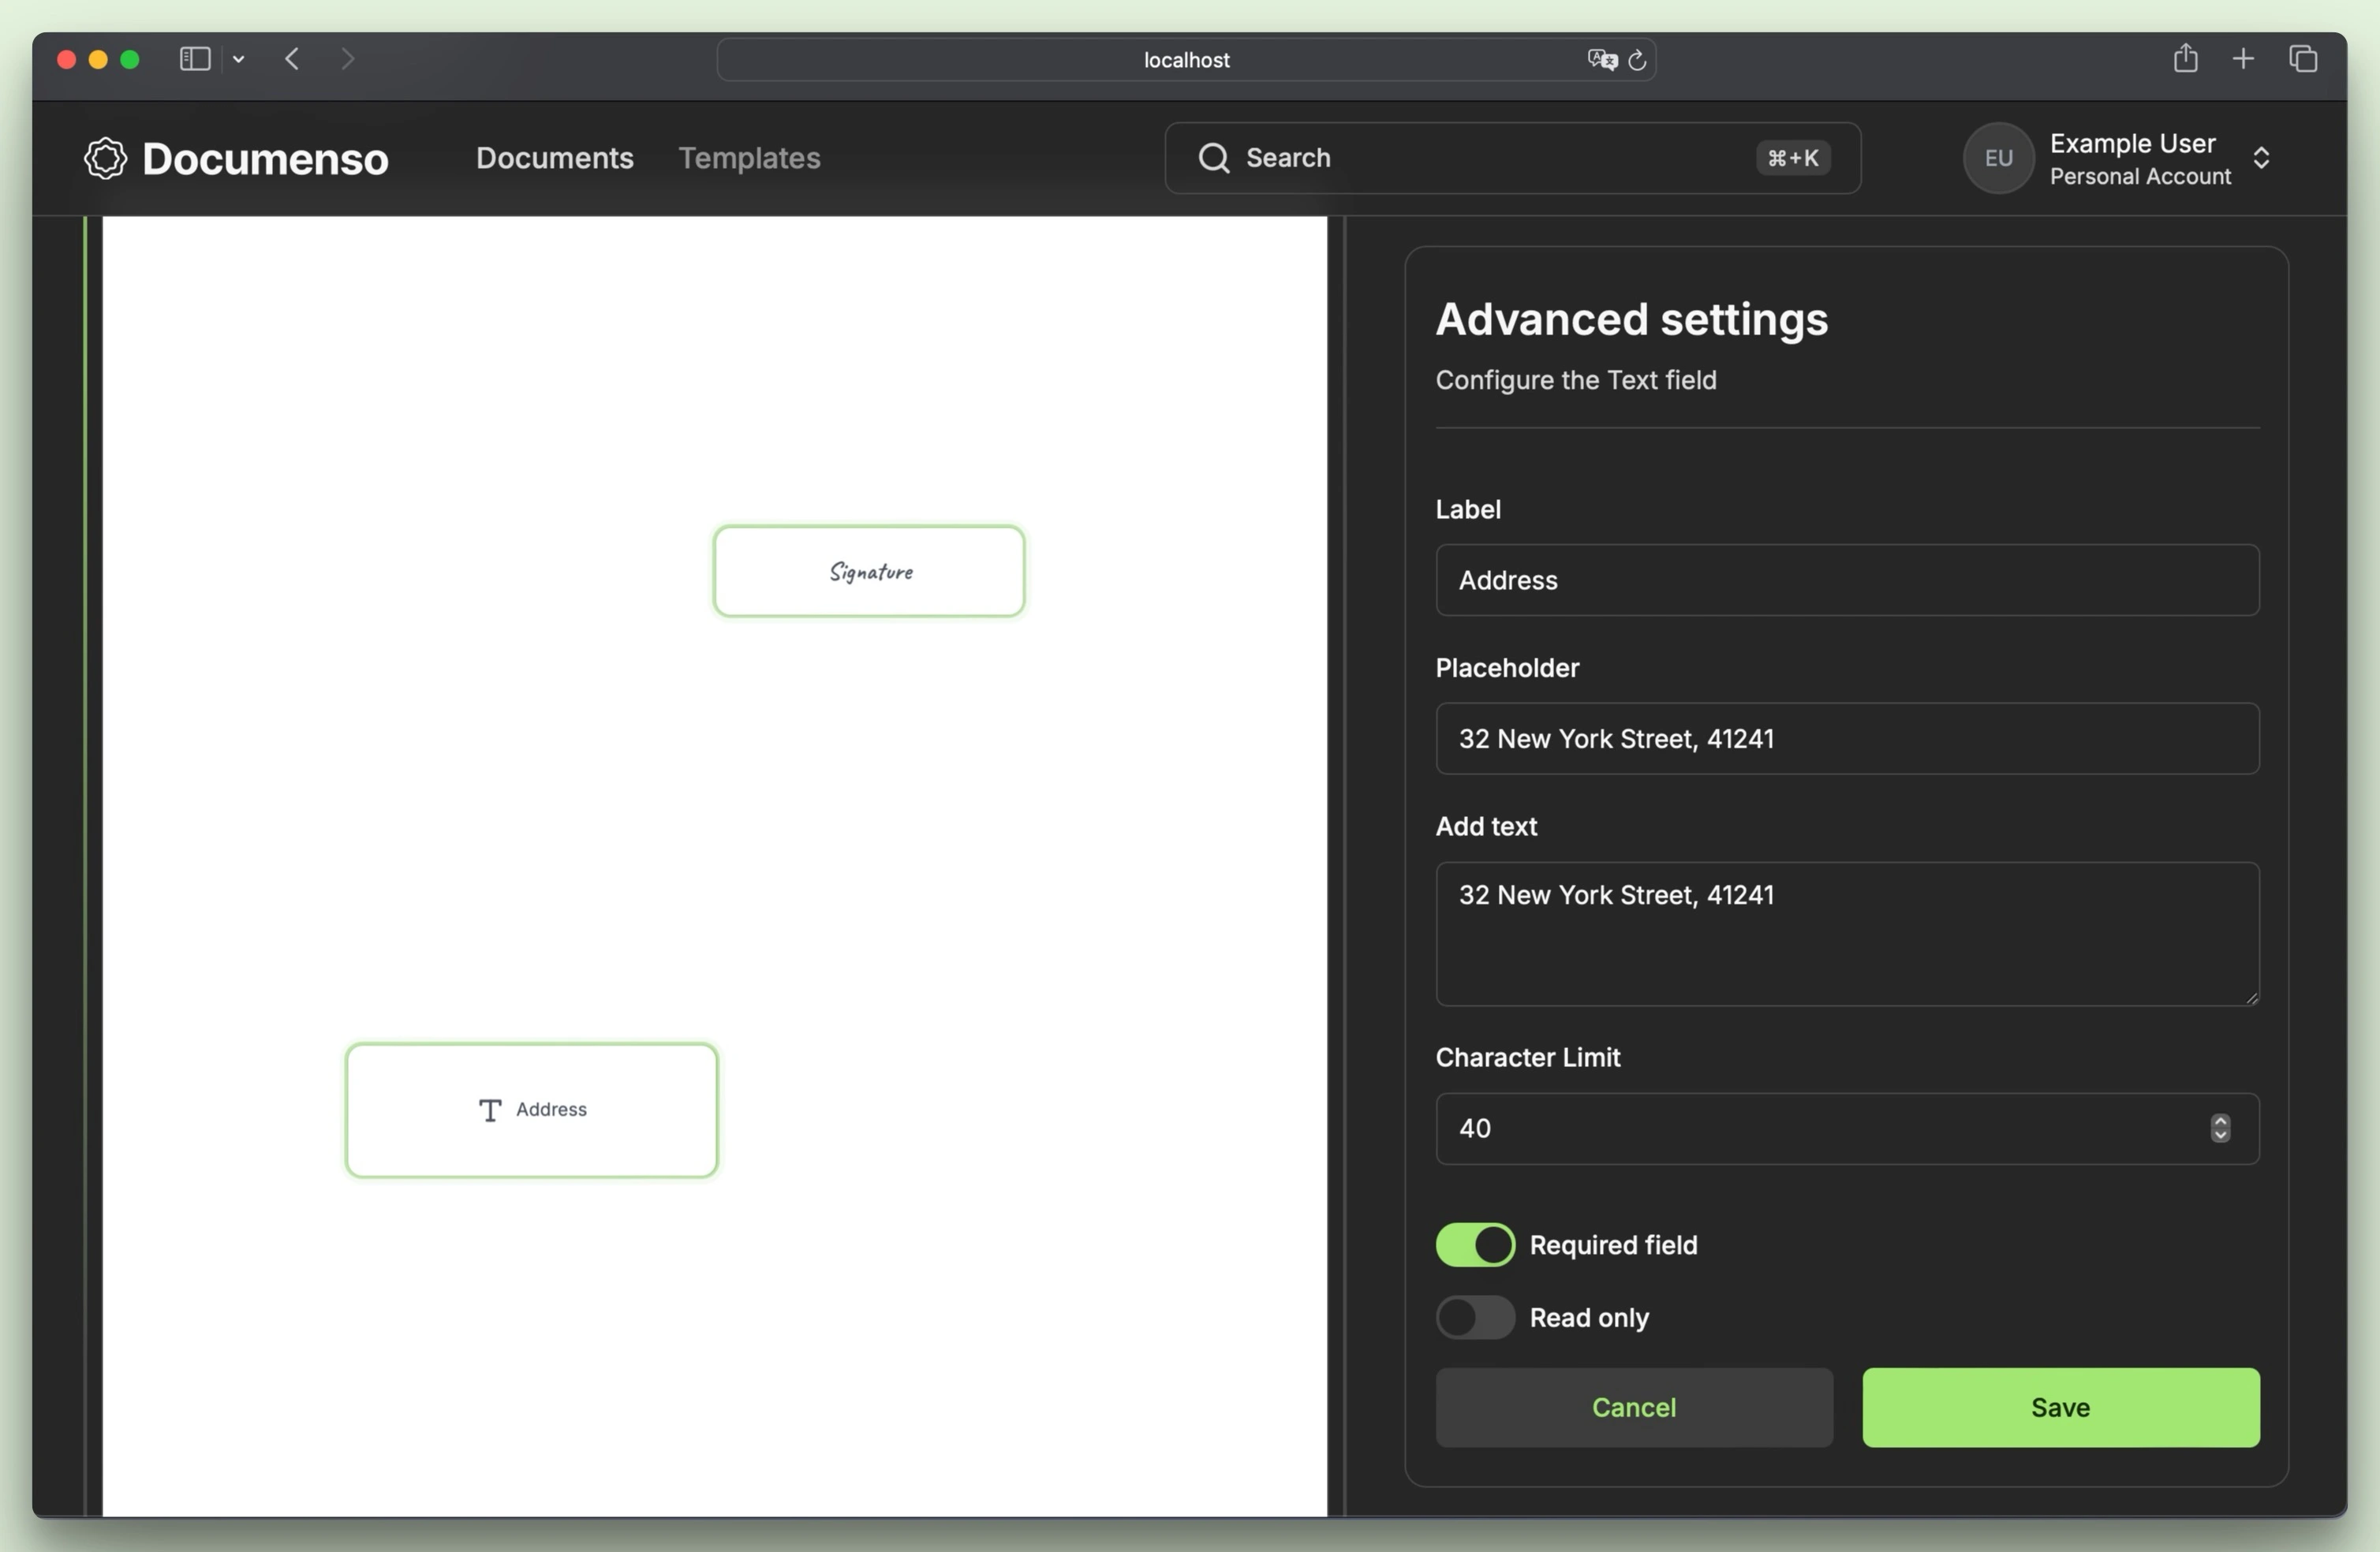 localhost
Documenso
Documents
Templates
Search
⌘+K
EU
Example User
Personal Account
Signature
T Address
Advanced settings
Configure the Text field
Label
Address
Placeholder
32 New York Street, 41241
Add text
32 New York Street, 41241
Character Limit
40
Required field
Read only
Cancel
Save